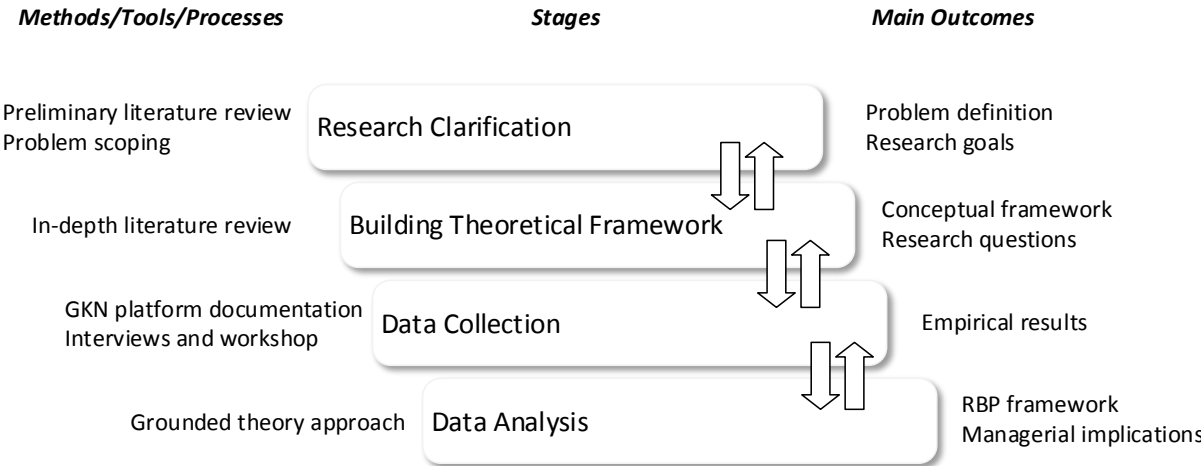 Methods/Tools/Processes
Stages
Main Outcomes
Preliminary literature review
Problem scoping
Research Clarification
Problem definition
Research goals
In-depth literature review
Building Theoretical Framework
Conceptual framework
Research questions
GKN platform documentation
Interviews and workshop
Data Collection
Empirical results
Grounded theory approach
Data Analysis
RBP framework
Managerial implications